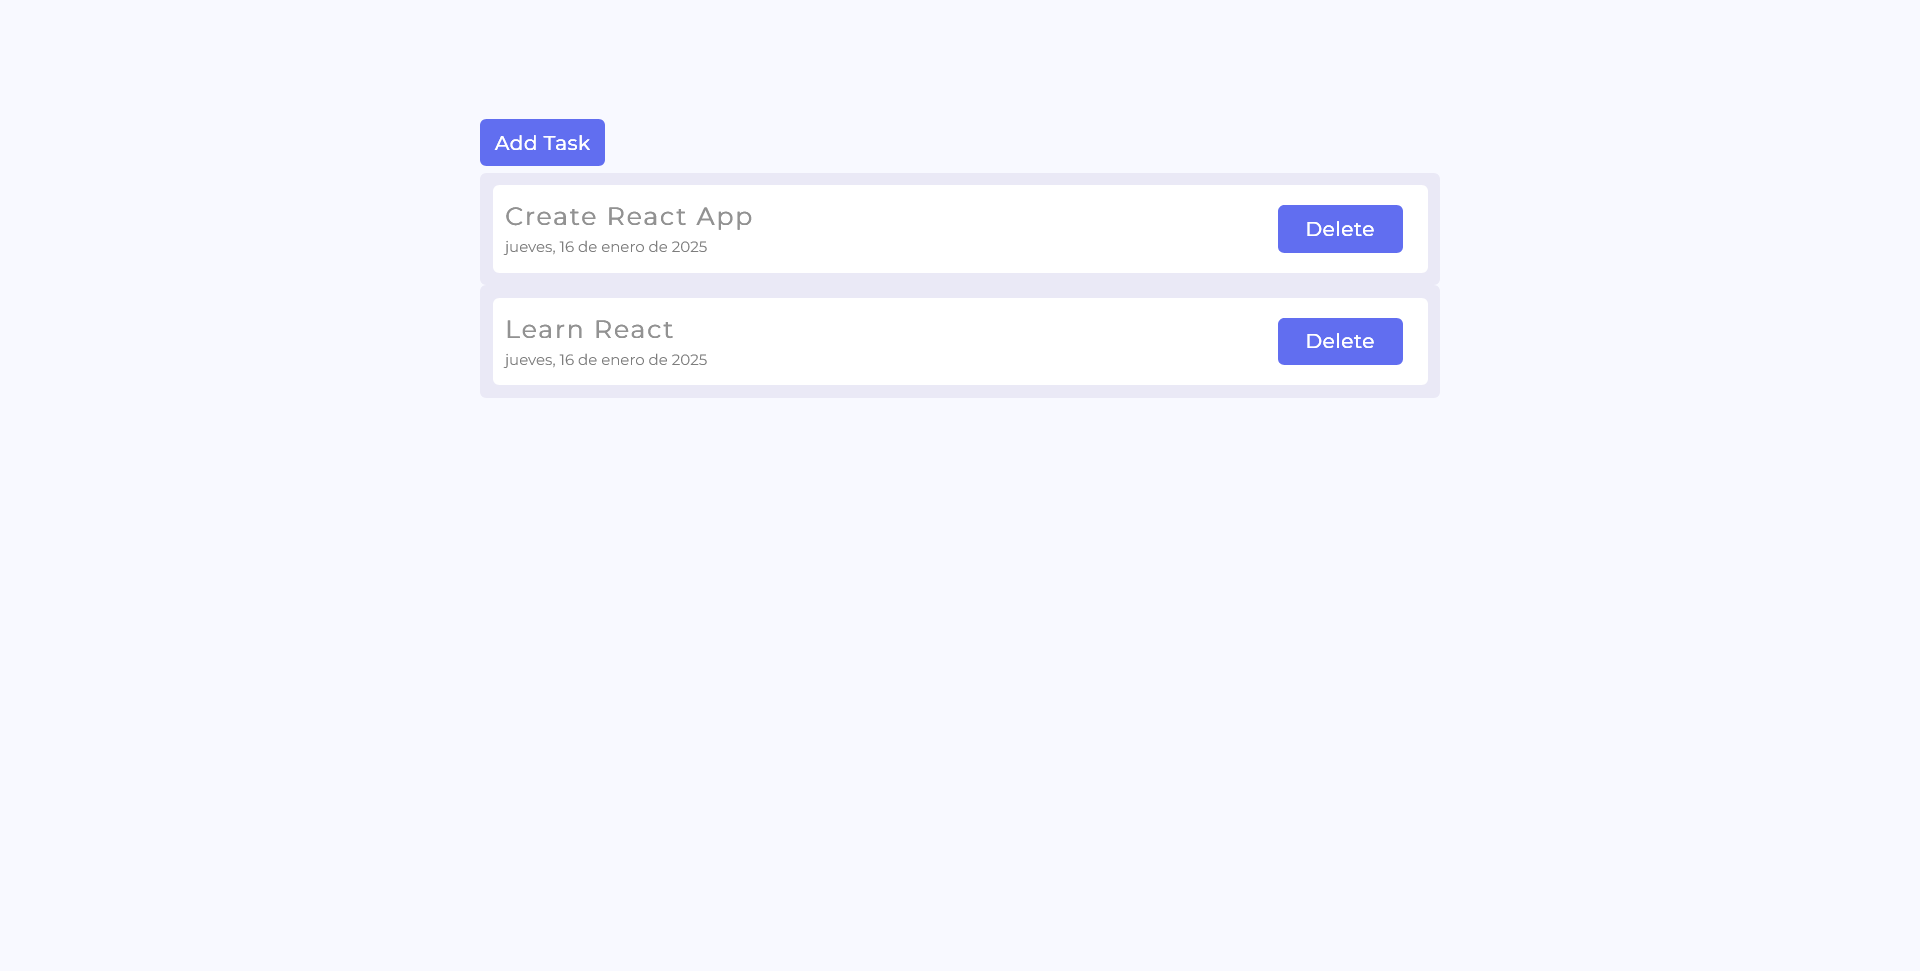 Add Task
Create React App
Delete
jueves, 16 de enero de 2025
Learn React
Delete
jueves, 16 de enero de 2025